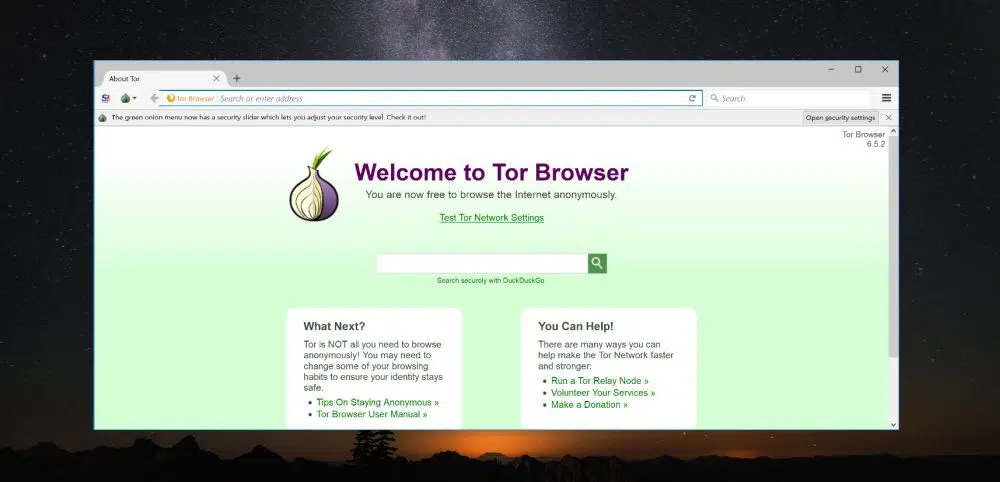 About Tor
Tor Browser Search or enter address
Search
The green onion menu now has a security slider which lets you adjust your security level. Check it out!
Open security settings
Tor Browser
6.5.2
Welcome to Tor Browser
You are now free to browse the Internet anonymously.
Test Tor Network Settings
Search securely with DuckDuckGo.
What Next?
Tor is NOT all you need to browse
anonymously! You may need to
change some of your browsing
habits to ensure your identity stays
safe.
Tips On Staying Anonymous »
Tor Browser User Manual »
You Can Help!
There are many ways you can
help make the Tor Network faster
and stronger:
Run a Tor Relay Node »
Volunteer Your Services »
Make a Donation »